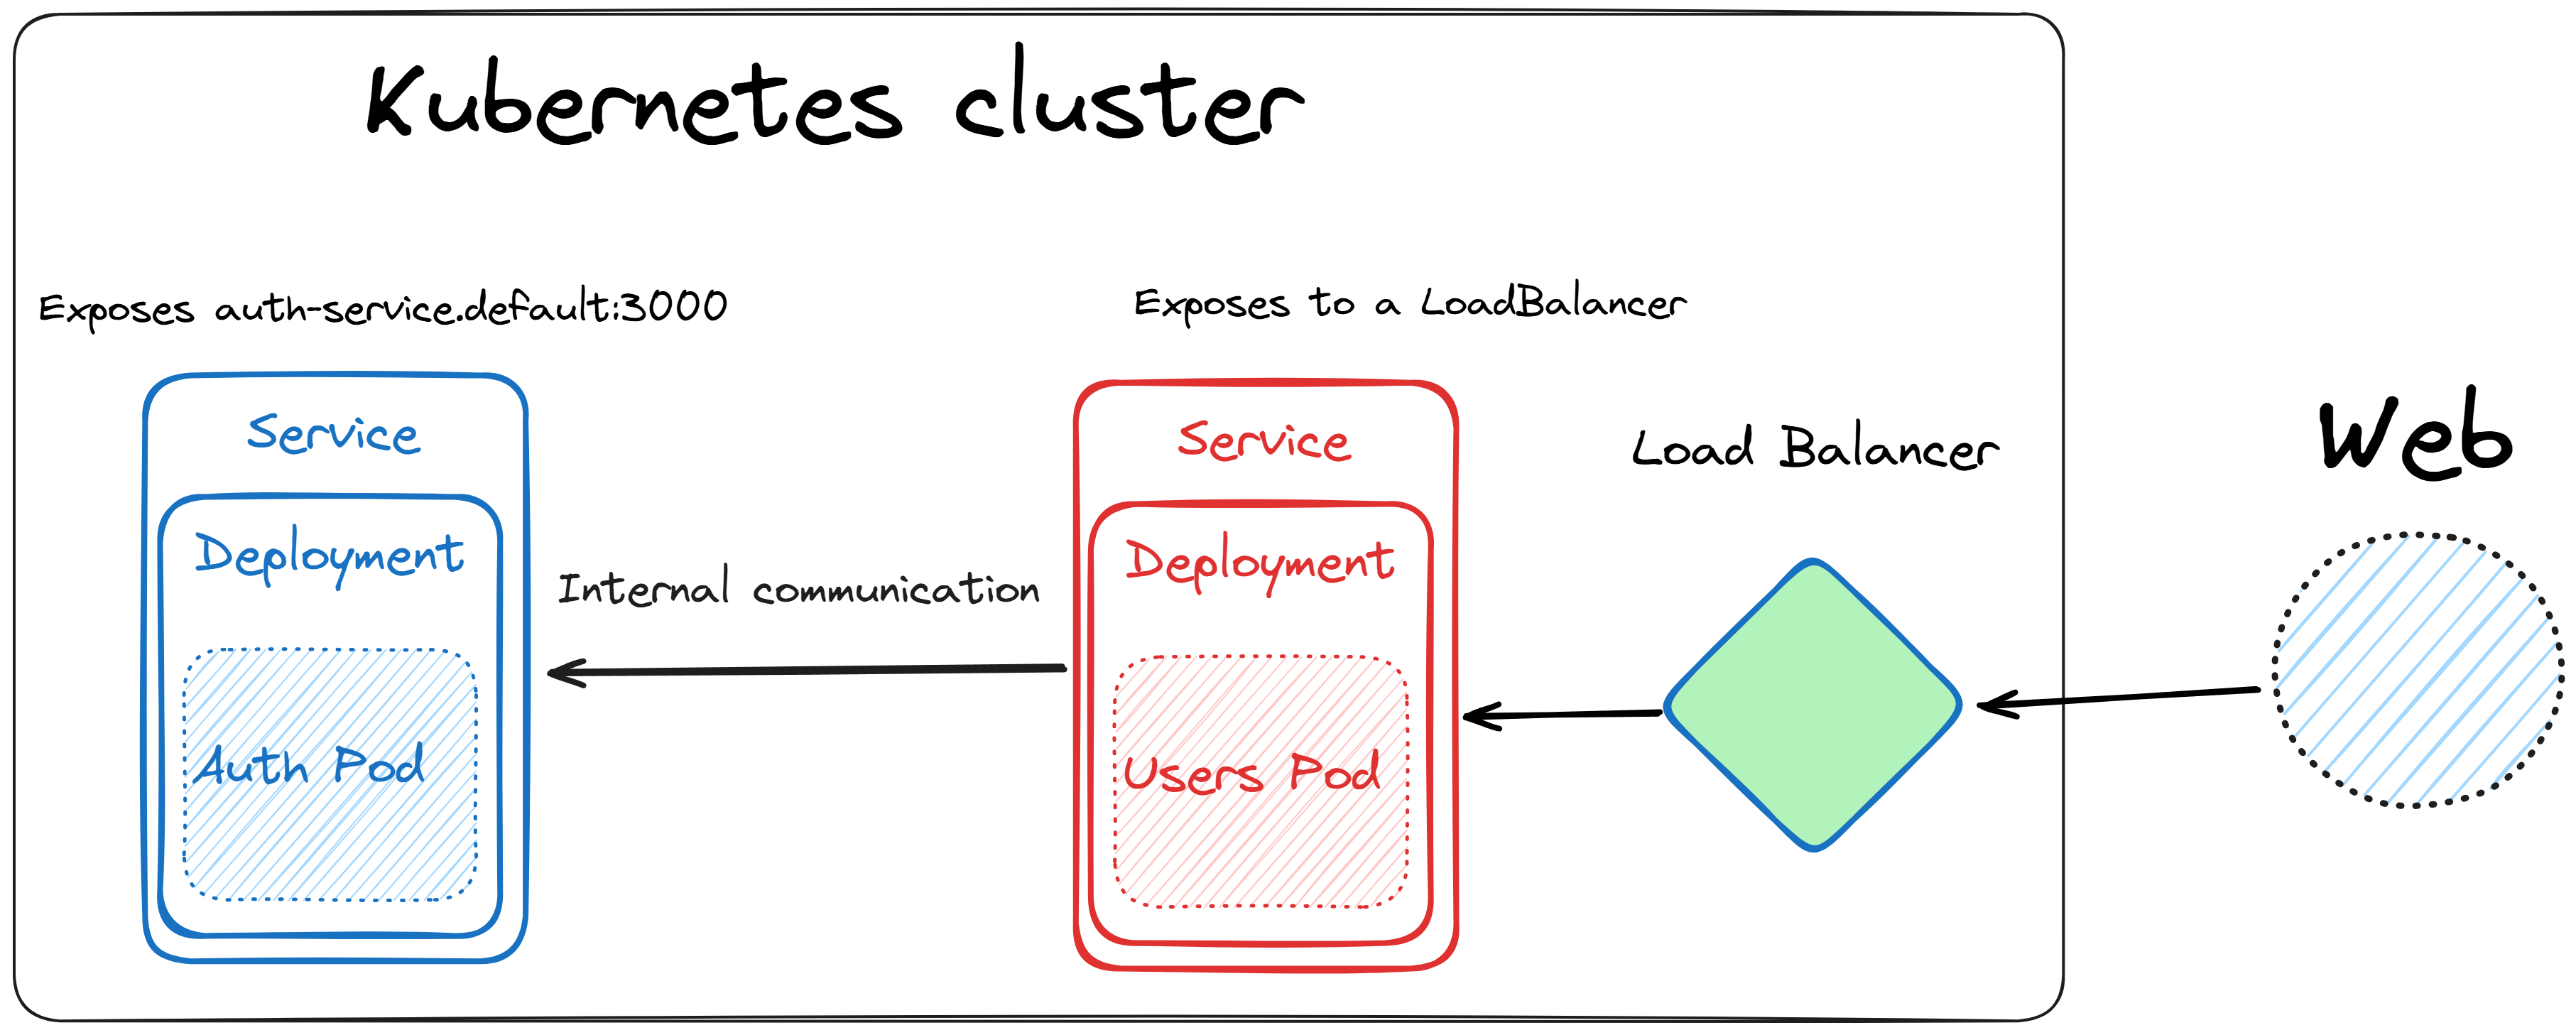 Kubernetes cluster
Exposes auth-service.default:3000
Exposes to a LoadBalancer
Service
Deployment
Auth Pod
Internal communication
Service
Deployment
Users Pod
Load Balancer
Web